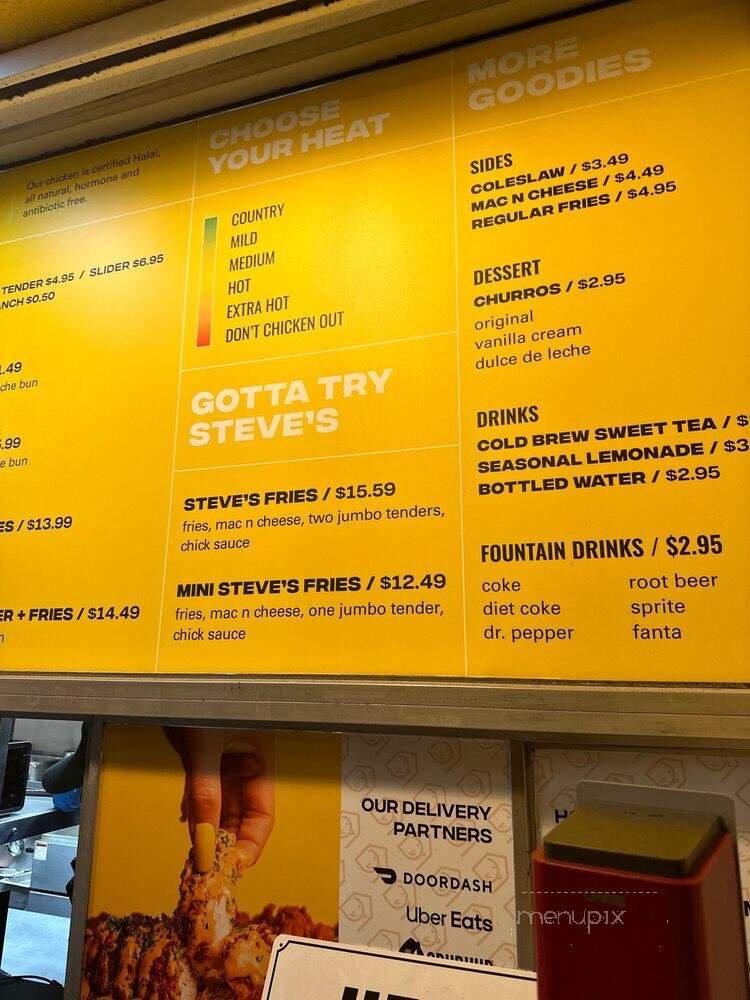 Our chicken is certified Halal,
all natural, hormone and
antibiotic free.
TENDER $4.95 / SLIDER $6.95
NCH $0.50
.49
che bun
.99
e bun
ES / $13.99
ER + FRIES / $14.49
CHOOSE
YOUR HEAT
COUNTRY
MILD
MEDIUM
HOT
EXTRA HOT
DON'T CHICKEN OUT
GOTTA TRY
STEVE'S
STEVE'S FRIES / $15.59
fries, mac n cheese, two jumbo tenders,
chick sauce
MINI STEVE'S FRIES / $12.49
fries, mac n cheese, one jumbo tender,
chick sauce
MORE
GOODIES
SIDES
COLESLAW / $3.49
MAC N CHEESE / $4.49
REGULAR FRIES / $4.95
DESSERT
CHURROS / $2.95
original
vanilla cream
dulce de leche
DRINKS
COLD BREW SWEET TEA / $
SEASONAL LEMONADE / $3
BOTTLED WATER / $2.95
FOUNTAIN DRINKS / $2.95
coke root beer
diet coke sprite
dr. pepper fanta
OUR DELIVERY
PARTNERS
DOORDASH
Uber Eats
menupix